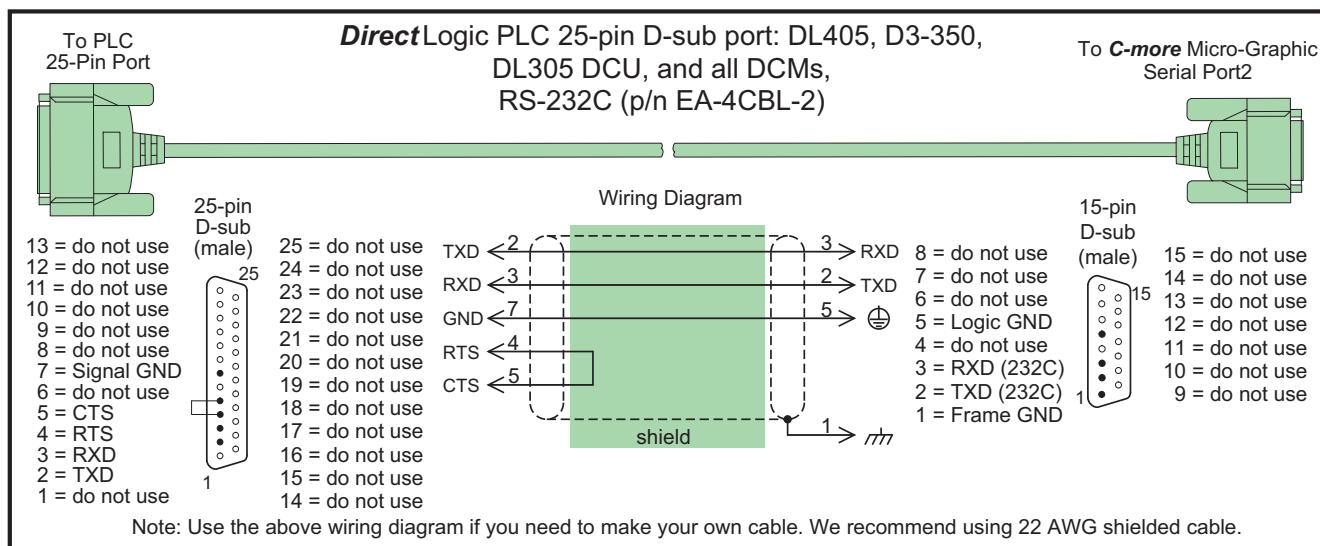 To PLC
25-Pin Port
DirectLogic PLC 25-pin D-sub port: DL405, D3-350,
DL305 DCU, and all DCMs,
RS-232C (p/n EA-4CBL-2)
To C-more Micro-Graphic
Serial Port2
Wiring Diagram
13 = do not use
12 = do not use
11 = do not use
10 = do not use
9 = do not use
8 = do not use
7 = Signal GND
6 = do not use
5 = CTS
4 = RTS
3 = RXD
2 = TXD
1 = do not use
25-pin
D-sub
(male)
25
1
25 = do not use
24 = do not use
23 = do not use
22 = do not use
21 = do not use
20 = do not use
19 = do not use
18 = do not use
17 = do not use
16 = do not use
15 = do not use
14 = do not use
TXD 2 3 RXD
RXD 3 2 TXD
GND 7 5
RTS 4
CTS 5
shield
1
8 = do not use
7 = do not use
6 = do not use
5 = Logic GND
4 = do not use
3 = RXD (232C)
2 = TXD (232C)
1 = Frame GND
15-pin
D-sub
(male)
15
1
15 = do not use
14 = do not use
13 = do not use
12 = do not use
11 = do not use
10 = do not use
9 = do not use
Note: Use the above wiring diagram if you need to make your own cable. We recommend using 22 AWG shielded cable.